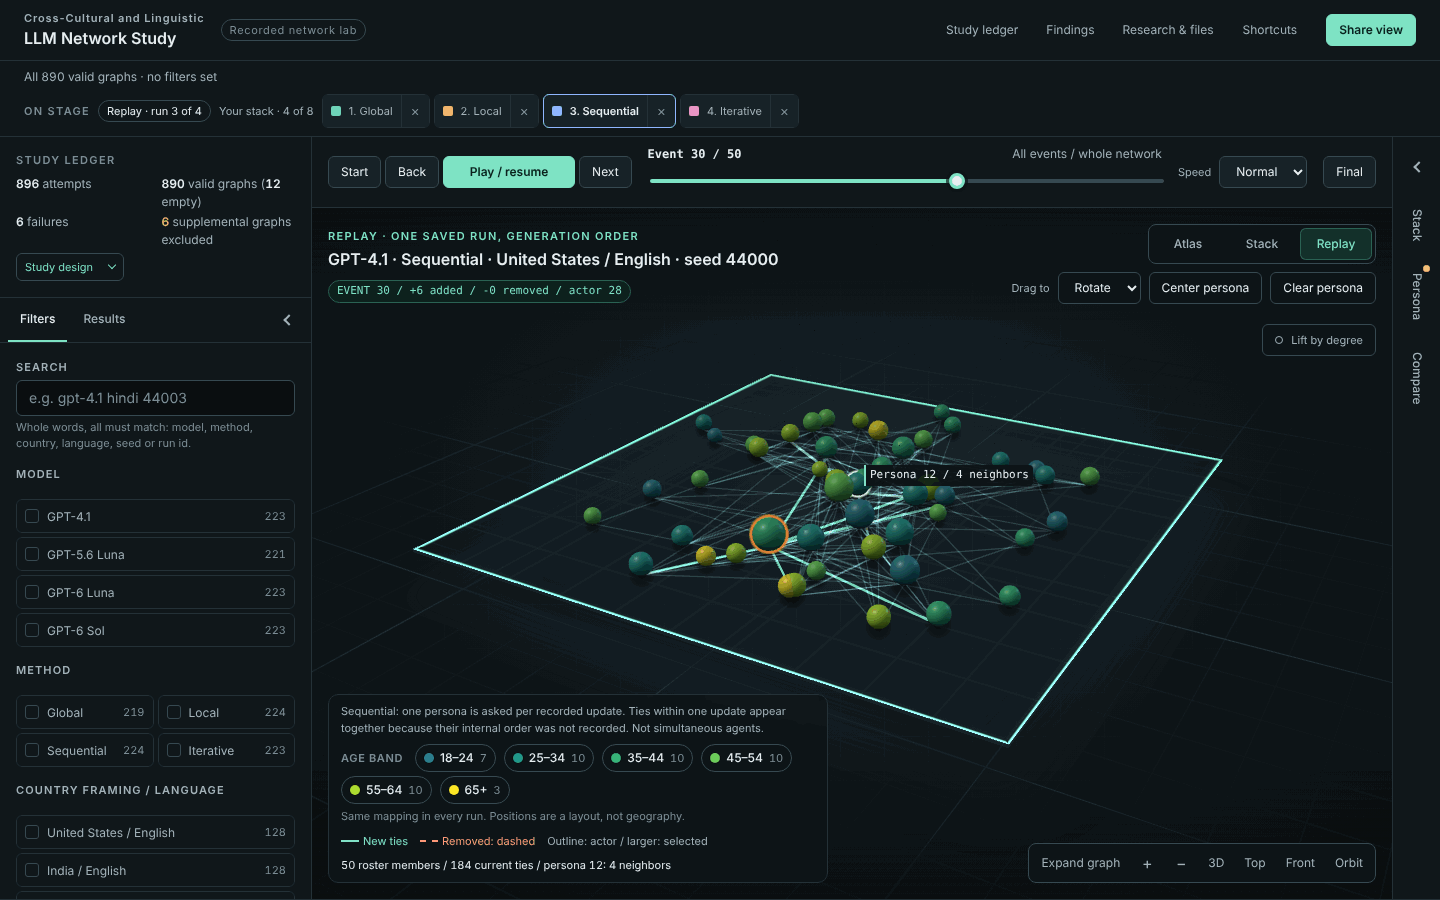 Cross-Cultural and Linguistic
LLM Network Study
Recorded network lab
Study ledger
Findings
Research & files
Shortcuts
Share view
All 890 valid graphs · no filters set
ON STAGE
Replay · run 3 of 4
Your stack · 4 of 8
1. Global ×
2. Local ×
3. Sequential ×
4. Iterative ×
STUDY LEDGER
896 attempts
890 valid graphs (12 empty)
6 failures
6 supplemental graphs excluded
Study design
Filters
Results
SEARCH
e.g. gpt-4.1 hindi 44003
Whole words, all must match: model, method,
country, language, seed or run id.
MODEL
GPT-4.1 223
GPT-5.6 Luna 221
GPT-6 Luna 223
GPT-6 Sol 223
METHOD
Global 219
Local 224
Sequential 224
Iterative 223
COUNTRY FRAMING / LANGUAGE
United States / English 128
India / English 128
Start
Back
Play / resume
Next
Event 30 / 50
All events / whole network
Speed
Normal
Final
REPLAY · ONE SAVED RUN, GENERATION ORDER
GPT-4.1 · Sequential · United States / English · seed 44000
EVENT 30 / +6 added / -0 removed / actor 28
Atlas
Stack
Replay
Drag to
Rotate
Center persona
Clear persona
Lift by degree
Persona 12 / 4 neighbors
Sequential: one persona is asked per recorded update. Ties within one update appear
together because their internal order was not recorded. Not simultaneous agents.
AGE BAND
18–24 7
25–34 10
35–44 10
45–54 10
55–64 10
65+ 3
Same mapping in every run. Positions are a layout, not geography.
New ties
Removed: dashed
Outline: actor / larger: selected
50 roster members / 184 current ties / persona 12: 4 neighbors
Expand graph
+
−
3D
Top
Front
Orbit
Stack
Persona
Compare